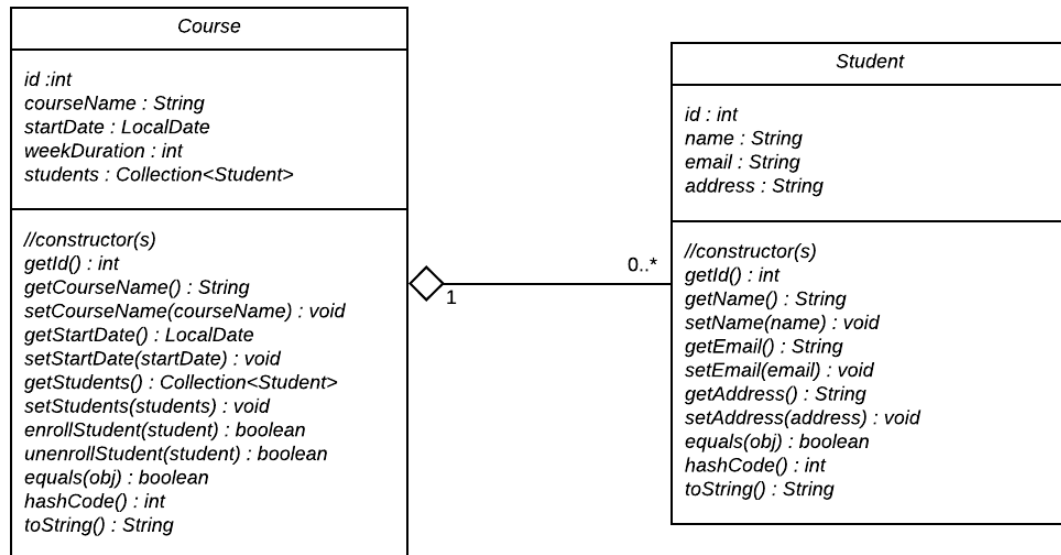 Course
id :int
courseName : String
startDate : LocalDate
weekDuration : int
students : Collection<Student>
//constructor(s)
getId() : int
getCourseName() : String
setCourseName(courseName) : void
getStartDate() : LocalDate
setStartDate(startDate) : void
getStudents() : Collection<Student>
setStudents(students) : void
enrollStudent(student) : boolean
unenrollStudent(student) : boolean
equals(obj) : boolean
hashCode() : int
toString() : String
1
0..*
Student
id : int
name : String
email : String
address : String
//constructor(s)
getId() : int
getName() : String
setName(name) : void
getEmail() : String
setEmail(email) : void
getAddress() : String
setAddress(address) : void
equals(obj) : boolean
hashCode() : int
toString() : String